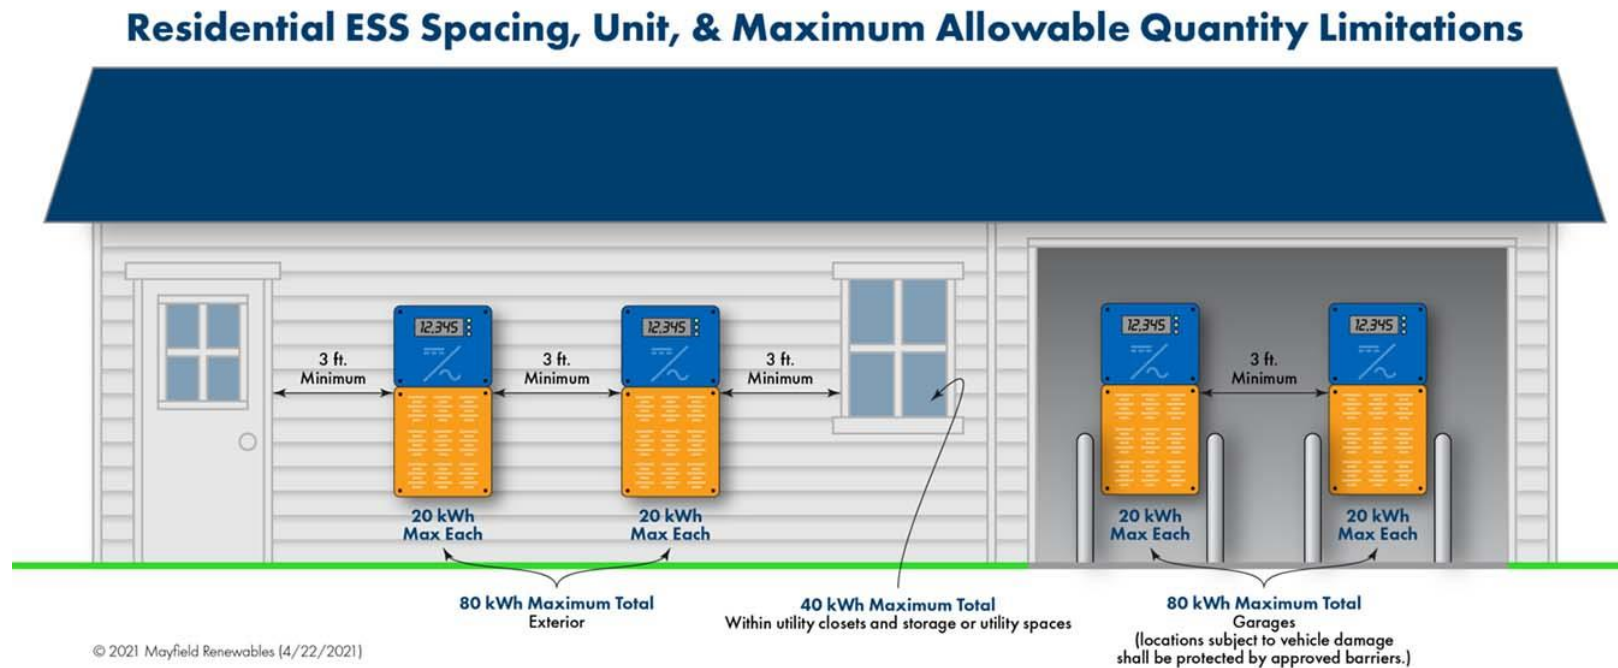 Residential ESS Spacing, Unit, & Maximum Allowable Quantity Limitations
12,345
12,345
12,345
12,345
3 ft.
Minimum
3 ft.
Minimum
3 ft.
Minimum
3 ft.
Minimum
20 kWh
Max Each
20 kWh
Max Each
20 kWh
Max Each
20 kWh
Max Each
80 kWh Maximum Total
Exterior
40 kWh Maximum Total
Within utility closets and storage or utility spaces
80 kWh Maximum Total
Garages
(locations subject to vehicle damage
shall be protected by approved barriers.)
© 2021 Mayfield Renewables (4/22/2021)